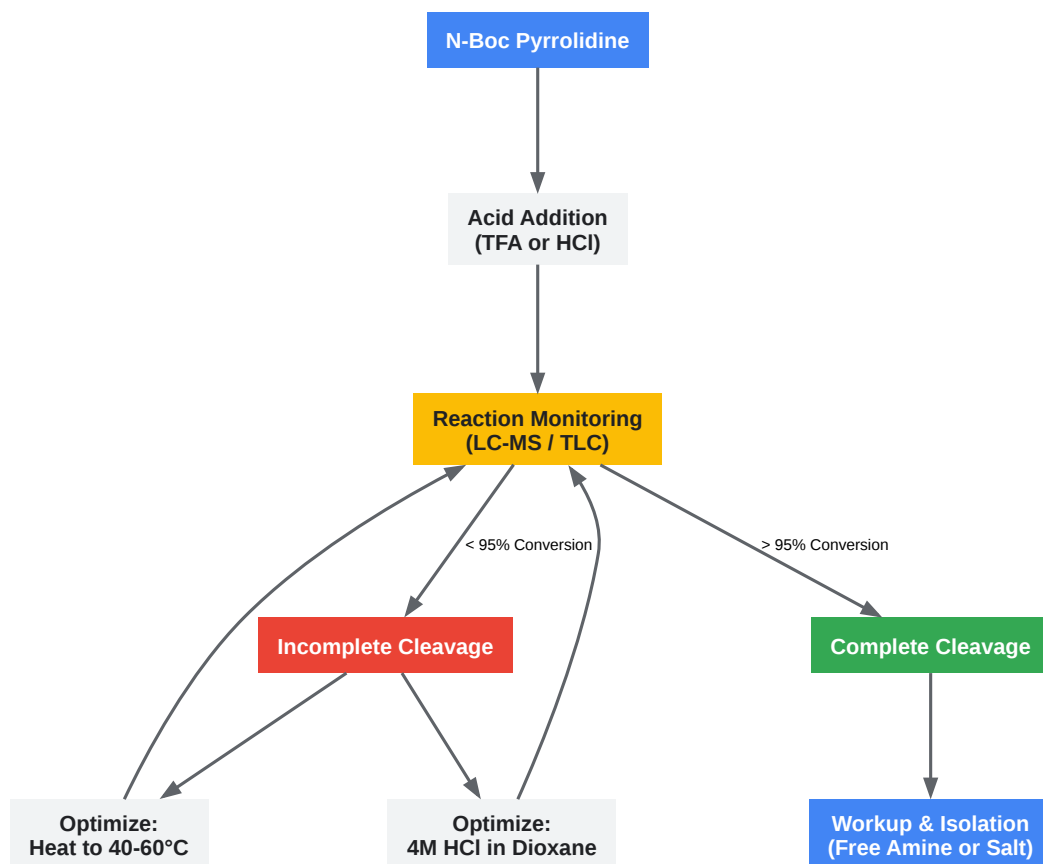 N-Boc Pyrrolidine
Acid Addition
(TFA or HCl)
Reaction Monitoring
(LC-MS / TLC)
< 95% Conversion
> 95% Conversion
Incomplete Cleavage
Complete Cleavage
Optimize:
Heat to 40-60°C
Optimize:
4M HCl in Dioxane
Workup & Isolation
(Free Amine or Salt)